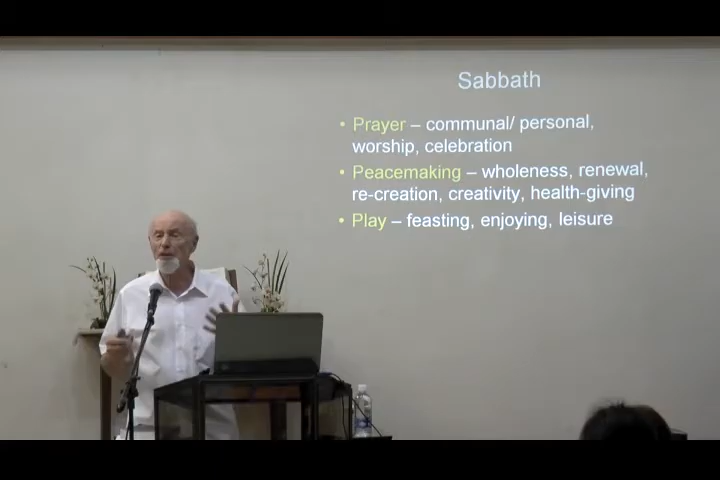 Sabbath
• Prayer – communal/ personal,
worship, celebration
• Peacemaking – wholeness, renewal,
re-creation, creativity, health-giving
• Play – feasting, enjoying, leisure